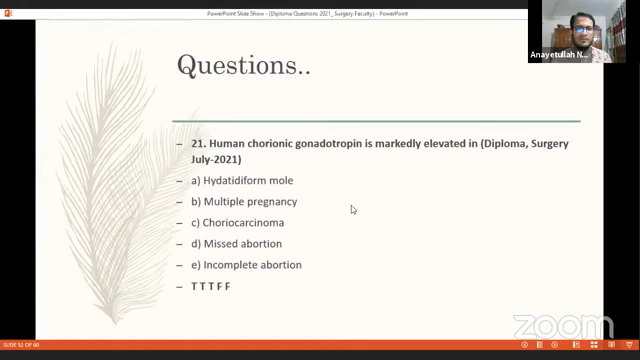 PowerPoint Slide Show - [Diploma Questions 2021_ Surgery Faculty] - PowerPoint
Anayetullah N...
Questions..
– 21. Human chorionic gonadotropin is markedly elevated in (Diploma, Surgery
July-2021)
– a) Hydatidiform mole
– b) Multiple pregnancy
– c) Choriocarcinoma
– d) Missed abortion
– e) Incomplete abortion
– T T T F F
zoom
SLIDE 52 OF 60